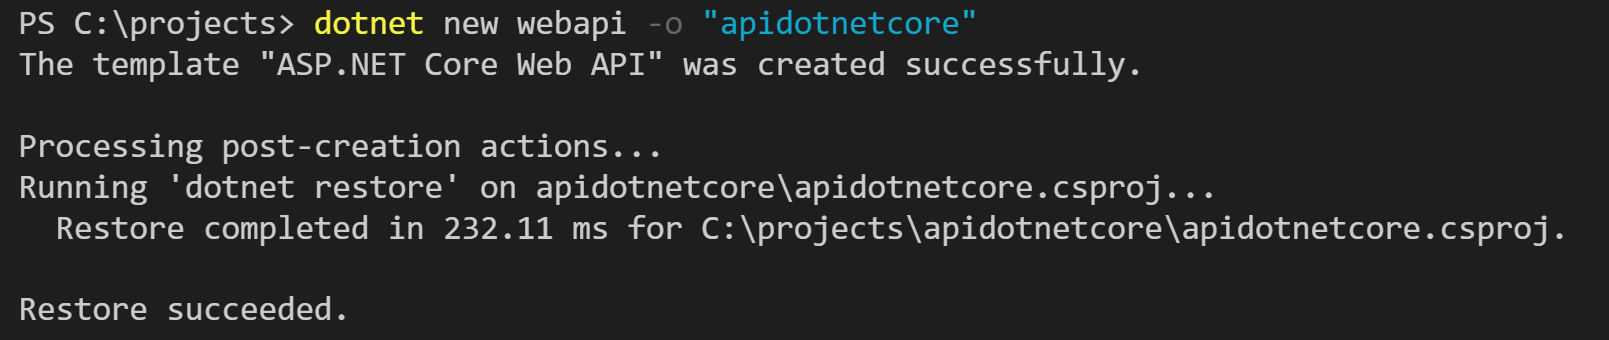 PS C:\projects> dotnet new webapi -o "apidotnetcore"
The template "ASP.NET Core Web API" was created successfully.
Processing post-creation actions...
Running 'dotnet restore' on apidotnetcore\apidotnetcore.csproj...
Restore completed in 232.11 ms for C:\projects\apidotnetcore\apidotnetcore.csproj.
Restore succeeded.